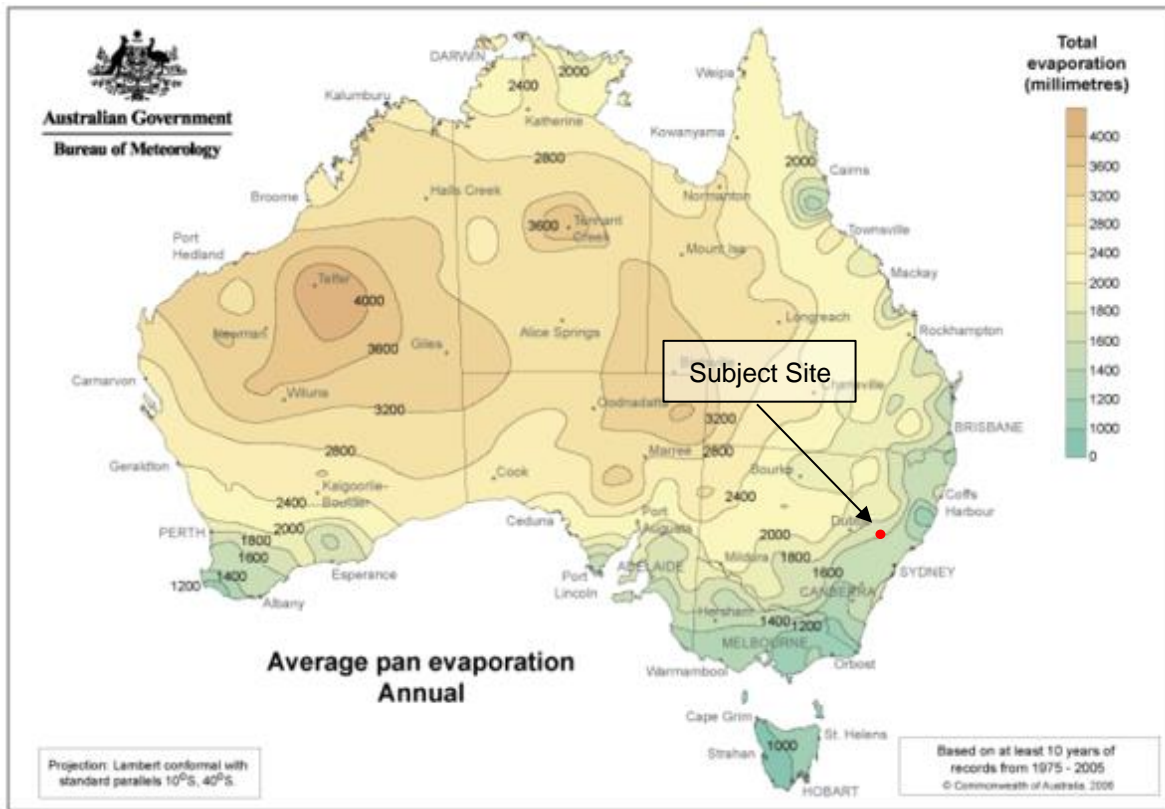 Australian Government
Bureau of Meteorology
Total
evaporation
(millimetres)
4000
3600
3200
2800
2400
2000
1800
1600
1400
1200
1000
0
DARWIN
2000
2400
Weipa
Kalumburu
Katherine
Kowanyama
2800
2000
Cairns
Halls Creek
Normanton
Broome
3600
Tennant
Creek
Townsville
Port
Hedland
Mount Isa
Mackay
Telfer
4000
Longreach
Newman
Alice Springs
Rockhampton
3600
Giles
Subject Site
Carnarvon
Charleville
Wiluna
3200
Oodnadatta
3200
BRISBANE
2800
Marree
2800
Geraldton
Cook
Bourke
Kalgoorlie-
Boulder
2400
2400
Coffs
Harbour
Ceduna
Port
Augusta
PERTH
2000
1800
2000
1600
Mildura
1800
ADELAIDE
Esperance
1600
SYDNEY
1200
1400
Port
Lincoln
CANBERRA
Albany
Horsham
1400
1200
MELBOURNE
Orbost
Warrnambool
Average pan evaporation
Annual
Cape Grim
St. Helens
Strahan
1000
HOBART
Projection: Lambert conformal with
standard parallels 10°S, 40°S.
Based on at least 10 years of
records from 1975 - 2005
© Commonwealth of Australia, 2006